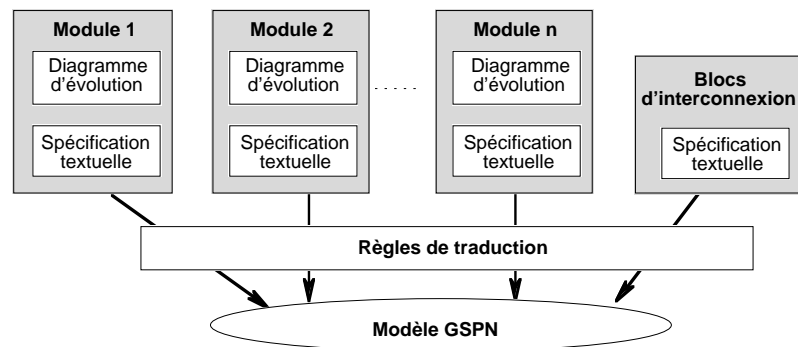 Module 1
Diagramme
d'évolution
Spécification
textuelle
Module 2
Diagramme
d'évolution
Spécification
textuelle
.....
Module n
Diagramme
d'évolution
Spécification
textuelle
Blocs
d'interconnexion
Spécification
textuelle
Règles de traduction
Modèle GSPN